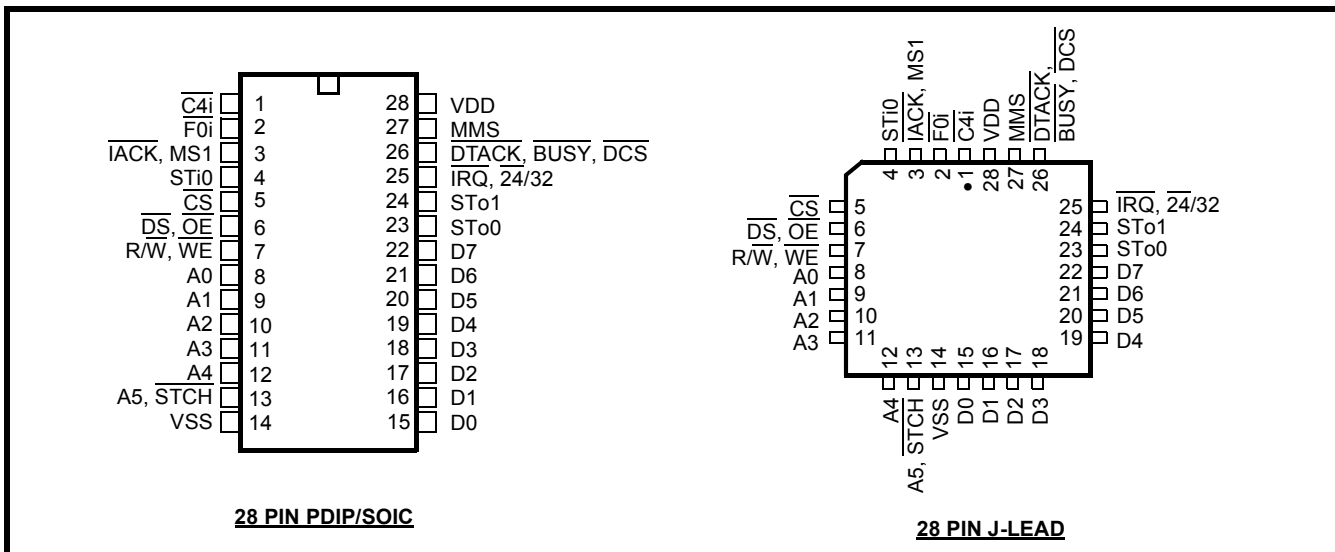 C4i 1 28 VDD
F0i 2 27 MMS
IACK, MS1 3 26 DTACK, BUSY, DCS
STi0 4 25 IRQ, 24/32
CS 5 24 STo1
DS, OE 6 23 STo0
R/W, WE 7 22 D7
A0 8 21 D6
A1 9 20 D5
A2 10 19 D4
A3 11 18 D3
A4 12 17 D2
A5, STCH 13 16 D1
VSS 14 15 D0
28 PIN PDIP/SOIC
STi0
IACK, MS1
F0i
C4i
VDD
MMS
DTACK,
BUSY, DCS
4 3 2 1 28 27 26
CS 5 25 IRQ, 24/32
DS, OE 6 24 STo1
R/W, WE 7 23 STo0
A0 8 22 D7
A1 9 21 D6
A2 10 20 D5
A3 11 19 D4
12 13 14 15 16 17 18
A4
A5, STCH
VSS
D0
D1
D2
D3
28 PIN J-LEAD